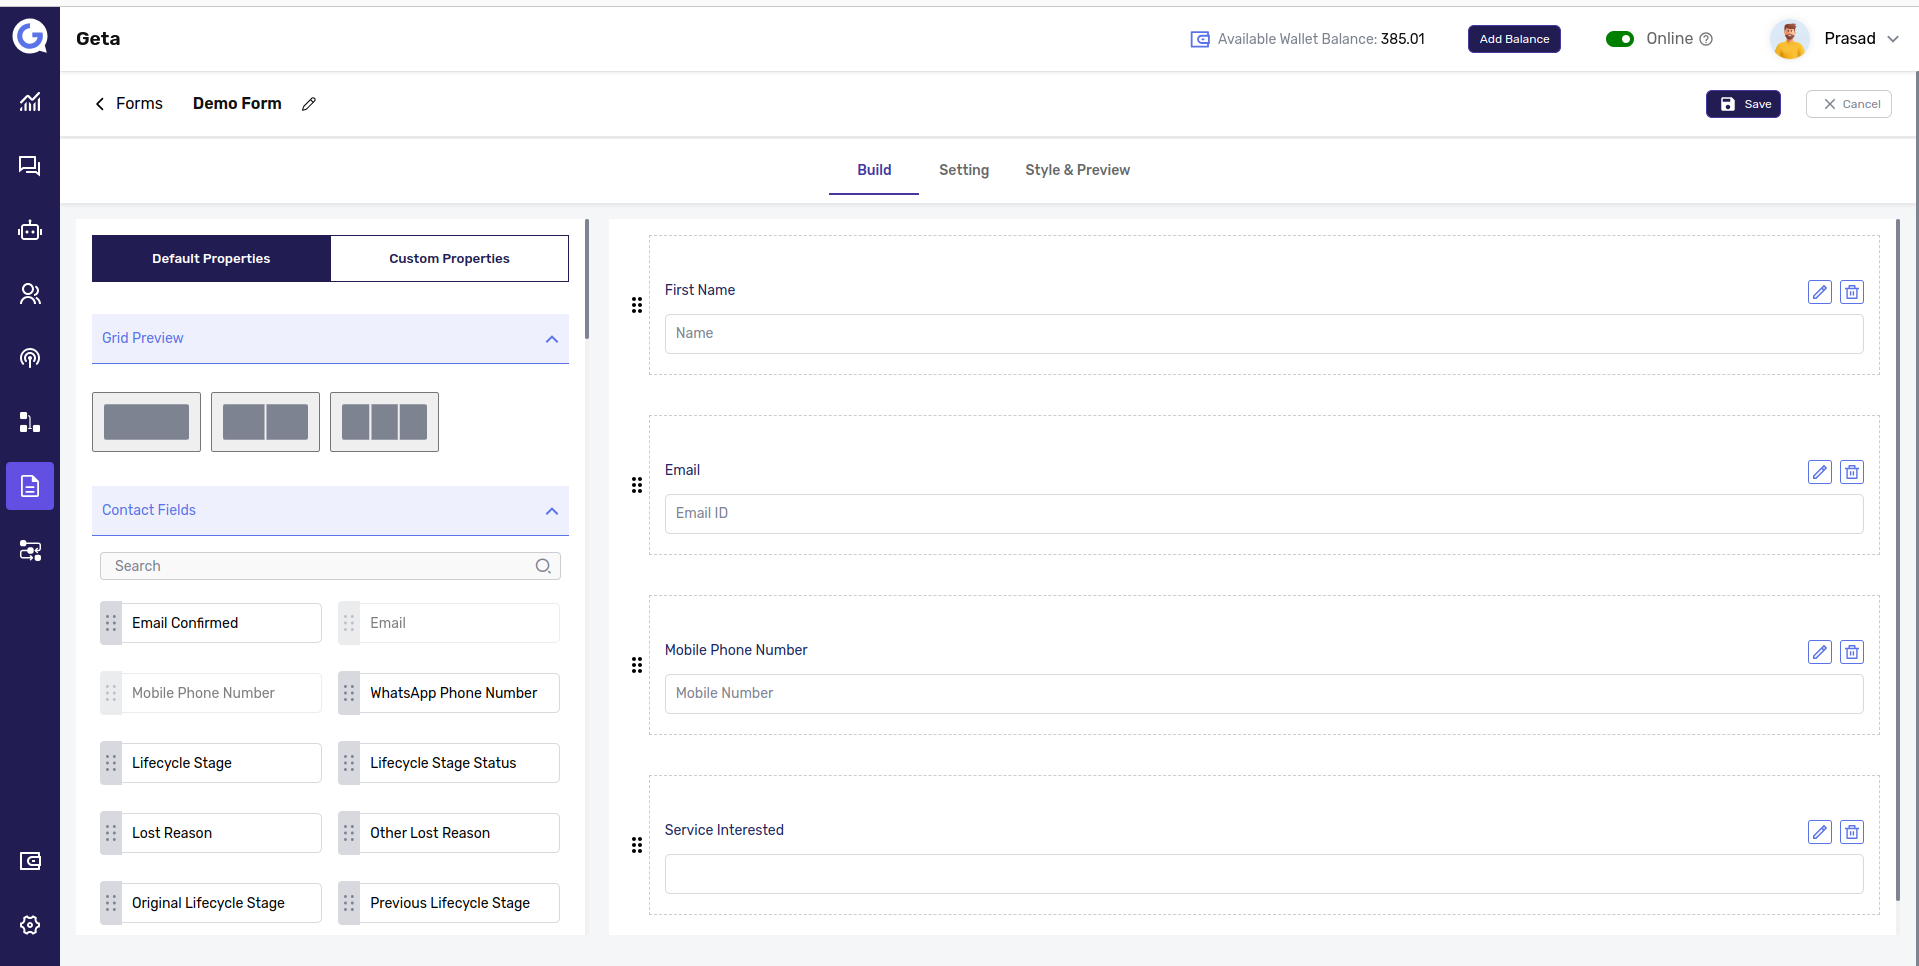 Geta
Available Wallet Balance: 385.01
Add Balance
Online
Prasad
Forms
Demo Form
Save
Cancel
Build
Setting
Style & Preview
Default Properties
Custom Properties
Grid Preview
Contact Fields
Search
Email Confirmed
Email
Mobile Phone Number
WhatsApp Phone Number
Lifecycle Stage
Lifecycle Stage Status
Lost Reason
Other Lost Reason
Original Lifecycle Stage
Previous Lifecycle Stage
First Name
Name
Email
Email ID
Mobile Phone Number
Mobile Number
Service Interested